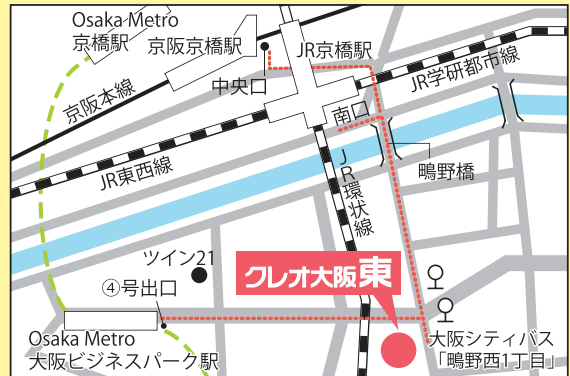 Osaka Metro
京橋駅
京阪京橋駅
JR京橋駅
中央口
京阪本線
JR学研都市線
南口
JR東西線
鴫野橋
JR環状線
ツイン21
クレオ大阪東
④号出口
Osaka Metro
大阪ビジネスパーク駅
大阪シティバス
「鴫野西1丁目」